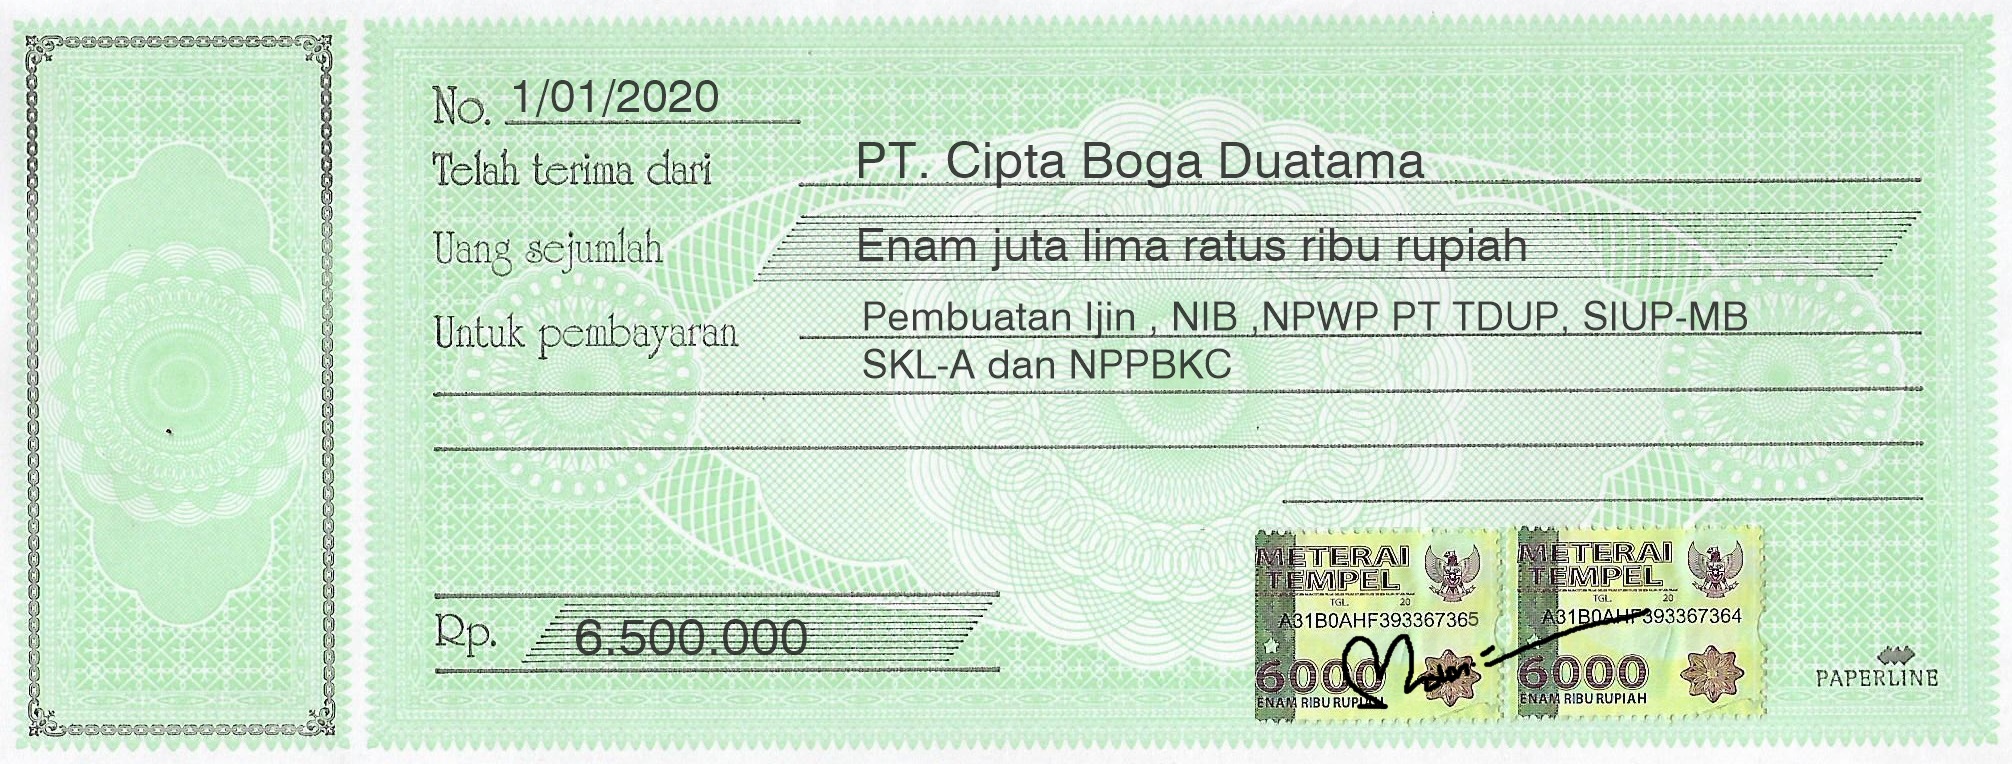 No. 1/01/2020
Telah terima dari PT. Cipta Boga Duatama
Uang sejumlah Enam juta lima ratus ribu rupiah
Untuk pembayaran Pembuatan Ijin , NIB ,NPWP PT TDUP, SIUP-MB
SKL-A dan NPPBKC
Rp. 6.500.000
METERAI
TEMPEL
TGL. 20
A31B0AHF393367365
6000
ENAM RIBU RUPIAH
METERAI
TEMPEL
TGL. 20
A31B0AHF393367364
6000
ENAM RIBU RUPIAH
PAPERLINE